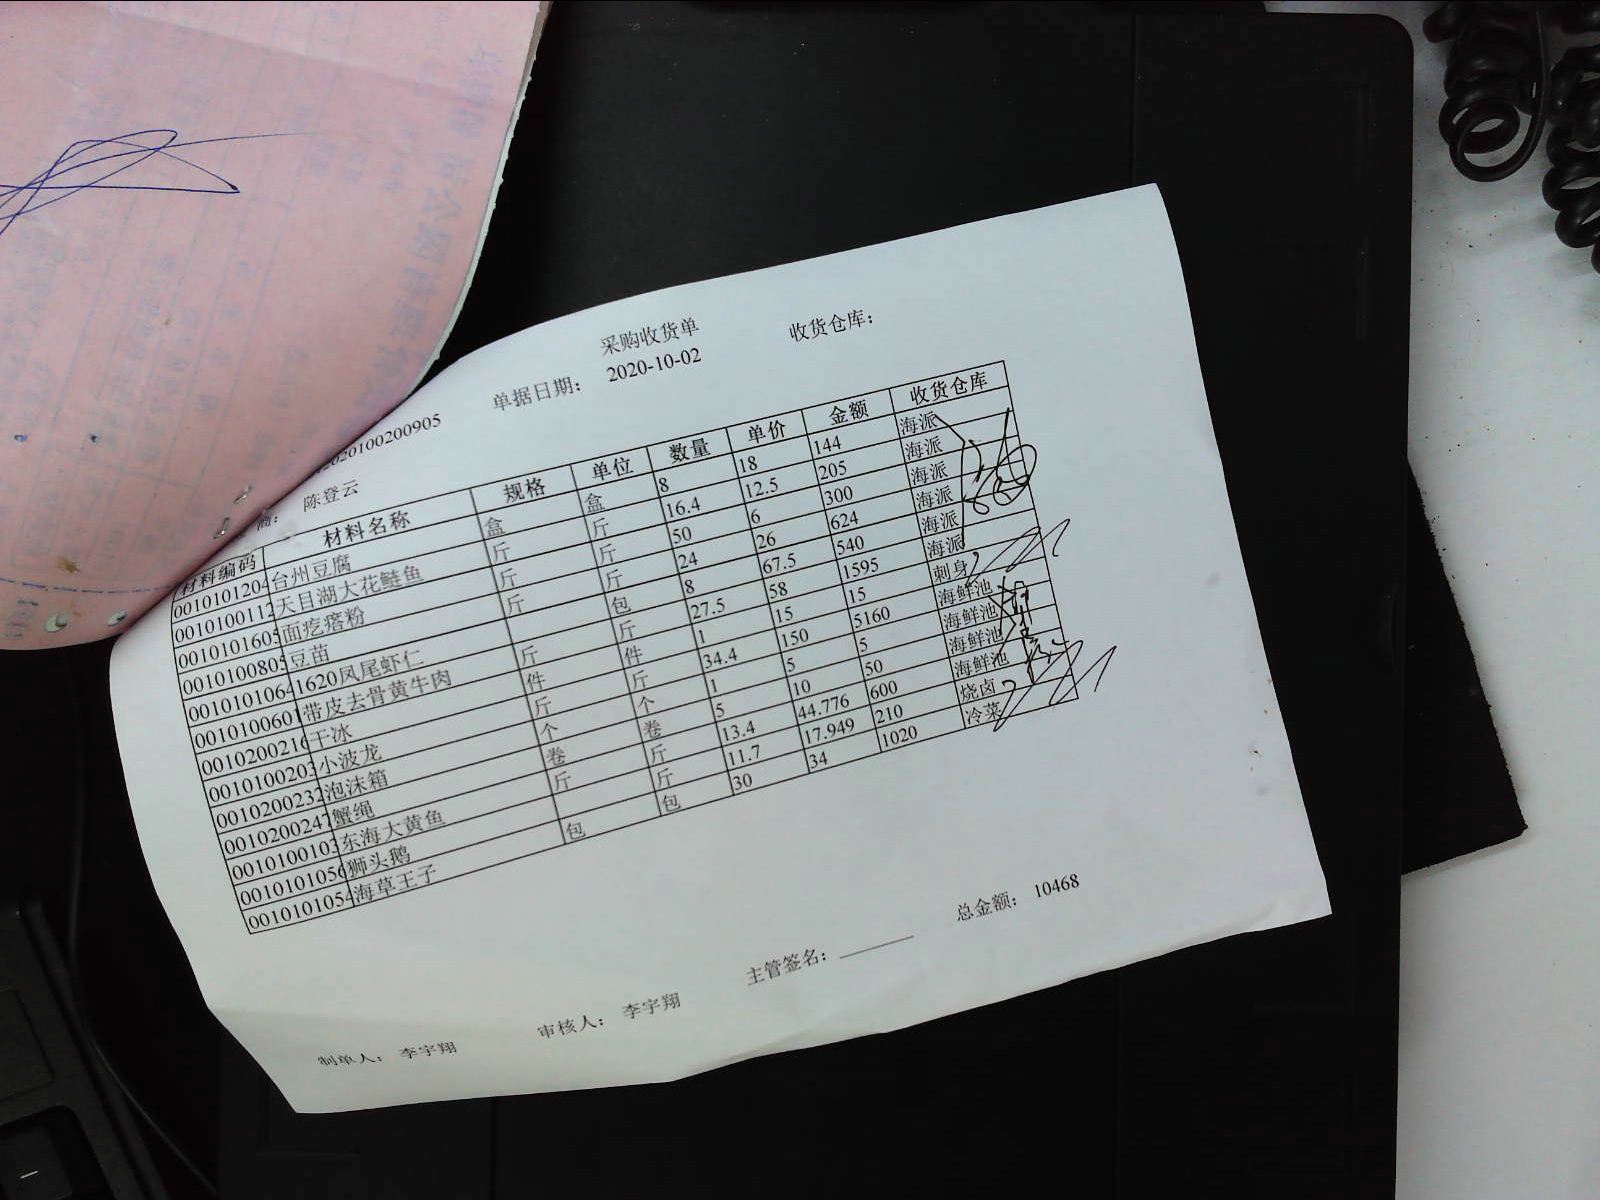 采购收货单
单据日期： 2020-10-02 收货仓库：
020100200905
商： 陈登云
材料编码 材料名称 规格 单位 数量 单价 金额 收货仓库
0010101204 台州豆腐 盒 盒 8 18 144 海派
0010100112 天目湖大花鲢鱼 斤 斤 16.4 12.5 205 海派
0010101605 面疙瘩粉 斤 斤 50 6 300 海派
0010100805 豆苗 斤 斤 24 26 624 海派
0010101064 1620凤尾虾仁 包 8 67.5 540 海派
0010100601 带皮去骨黄牛肉 斤 斤 27.5 58 1595 海派
0010200216 干冰 件 件 1 15 15 刺身
0010100203 小波龙 斤 斤 34.4 150 5160 海鲜池
0010200232 泡沫箱 个 个 1 5 5 海鲜池
0010200247 蟹绳 卷 卷 5 10 50 海鲜池
0010100103 东海大黄鱼 斤 斤 13.4 44.776 600 海鲜池
0010101056 狮头鹅 斤 11.7 17.949 210 烧卤
0010101054 海草王子 包 包 30 34 1020 冷菜
制单人： 李宇翔 审核人： 李宇翔 主管签名： 总金额： 10468